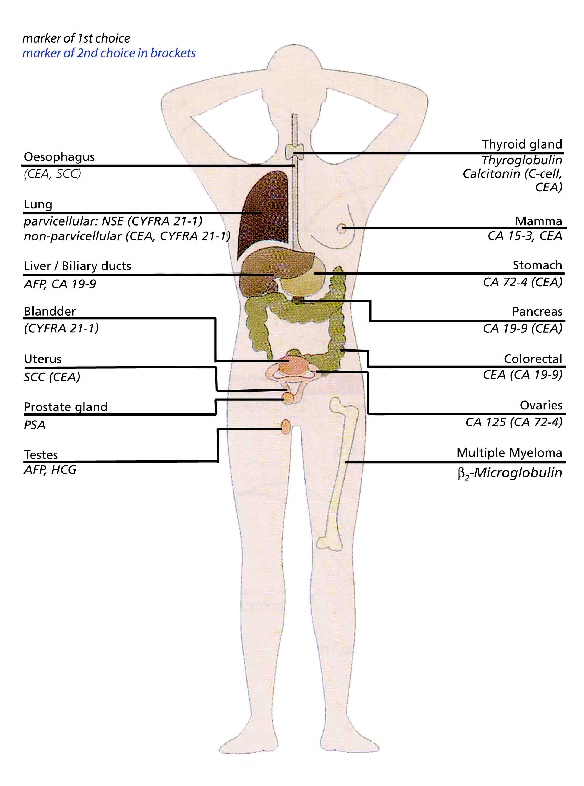 marker of 1st choice
marker of 2nd choice in brackets
Oesophagus
(CEA, SCC)
Lung
parvicellular: NSE (CYFRA 21-1)
non-parvicellular (CEA, CYFRA 21-1)
Liver / Biliary ducts
AFP, CA 19-9
Blandder
(CYFRA 21-1)
Uterus
SCC (CEA)
Prostate gland
PSA
Testes
AFP, HCG
Thyroid gland
Thyroglobulin
Calcitonin (C-cell,
CEA)
Mamma
CA 15-3, CEA
Stomach
CA 72-4 (CEA)
Pancreas
CA 19-9 (CEA)
Colorectal
CEA (CA 19-9)
Ovaries
CA 125 (CA 72-4)
Multiple Myeloma
β₂-Microglobulin